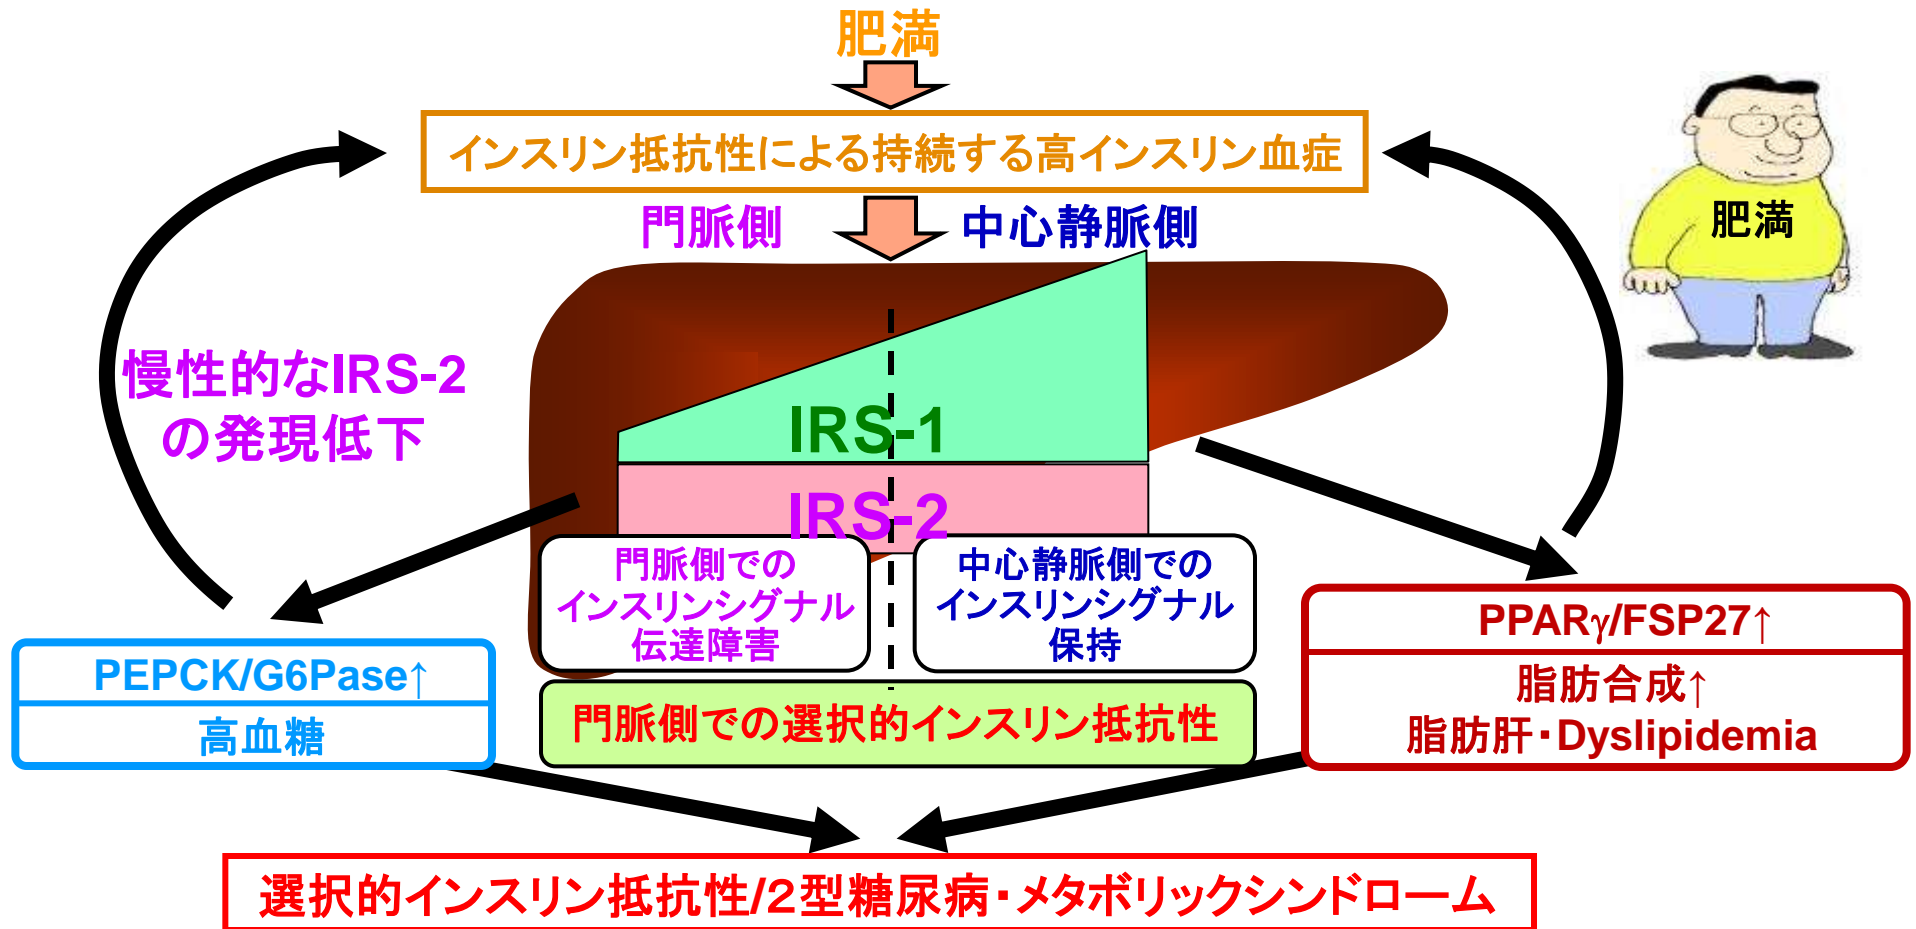 肥満
インスリン抵抗性による持続する高インスリン血症
門脈側
中心静脈側
肥満
慢性的なIRS-2
の発現低下
IRS-1
IRS-2
門脈側での
インスリンシグナル
伝達障害
中心静脈側での
インスリンシグナル
保持
PEPCK/G6Pase↑
高血糖
門脈側での選択的インスリン抵抗性
PPARγ/FSP27↑
脂肪合成↑
脂肪肝・Dyslipidemia
選択的インスリン抵抗性/2型糖尿病・メタボリックシンドローム